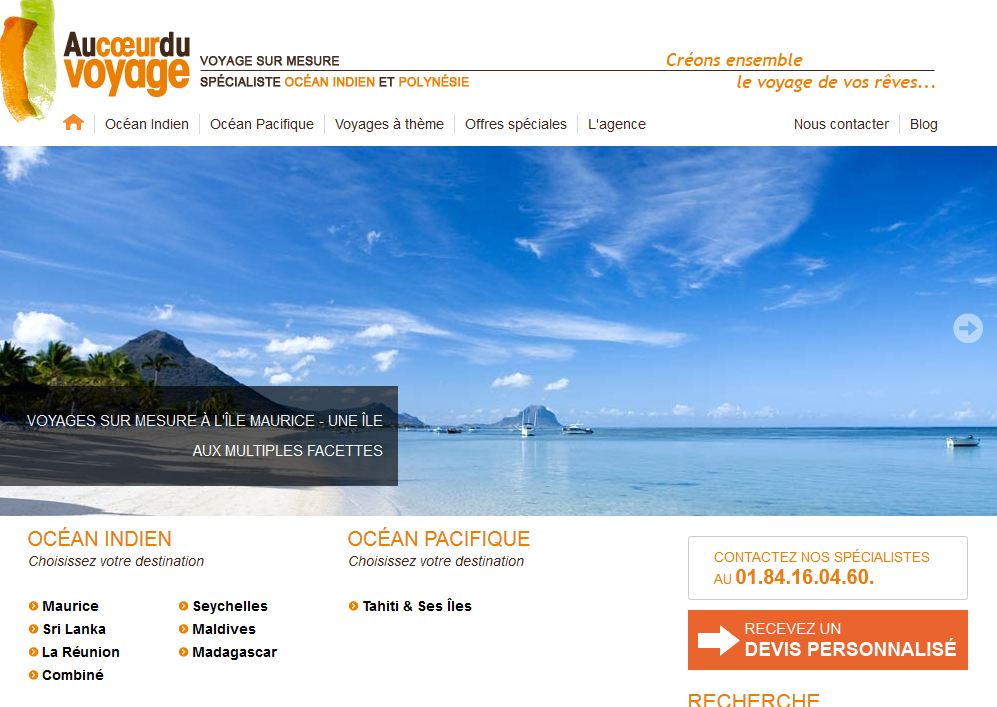 Aucœurdu
voyage
VOYAGE SUR MESURE
SPÉCIALISTE OCÉAN INDIEN ET POLYNÉSIE
Créons ensemble
le voyage de vos rêves...
Océan Indien
Océan Pacifique
Voyages à thème
Offres spéciales
L'agence
Nous contacter
Blog
VOYAGES SUR MESURE À L'ÎLE MAURICE - UNE ÎLE
AUX MULTIPLES FACETTES
OCÉAN INDIEN
Choisissez votre destination
Maurice
Sri Lanka
La Réunion
Combiné
Seychelles
Maldives
Madagascar
OCÉAN PACIFIQUE
Choisissez votre destination
Tahiti & Ses Îles
CONTACTEZ NOS SPÉCIALISTES
AU 01.84.16.04.60.
RECEVEZ UN
DEVIS PERSONNALISÉ
RECHERCHE